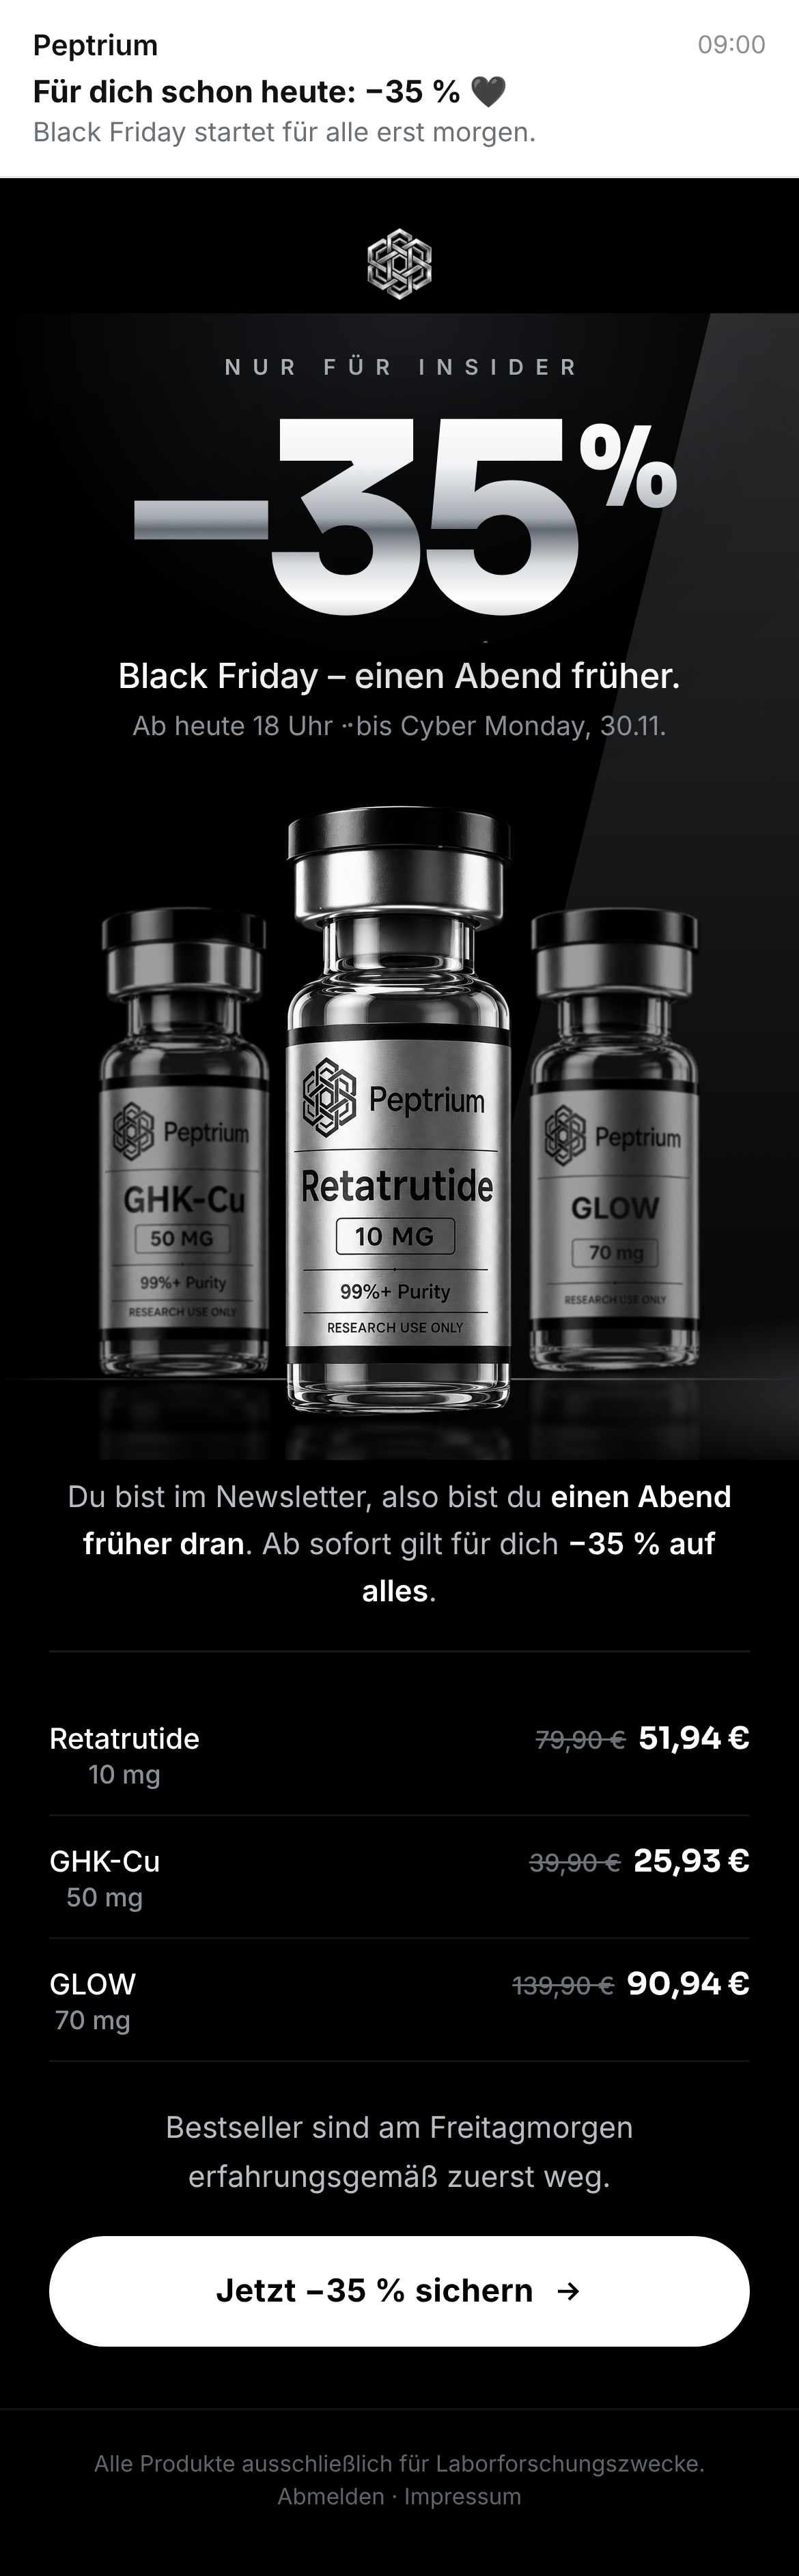 Peptrium
09:00
Für dich schon heute: −35 % 🖤
Black Friday startet für alle erst morgen.
NUR FÜR INSIDER
−35%
Black Friday – einen Abend früher.
Ab heute 18 Uhr ··bis Cyber Monday, 30.11.
Peptrium
GHK-Cu
50 MG
99%+ Purity
RESEARCH USE ONLY
Peptrium
Retatrutide
10 MG
99%+ Purity
RESEARCH USE ONLY
Peptrium
GLOW
70 mg
99%+ Purity
RESEARCH USE ONLY
Du bist im Newsletter, also bist du einen Abend
früher dran. Ab sofort gilt für dich −35 % auf
alles.
Retatrutide 79,90 € 51,94 €
10 mg
GHK-Cu 39,90 € 25,93 €
50 mg
GLOW 139,90 € 90,94 €
70 mg
Bestseller sind am Freitagmorgen
erfahrungsgemäß zuerst weg.
Jetzt −35 % sichern →
Alle Produkte ausschließlich für Laborforschungszwecke.
Abmelden · Impressum